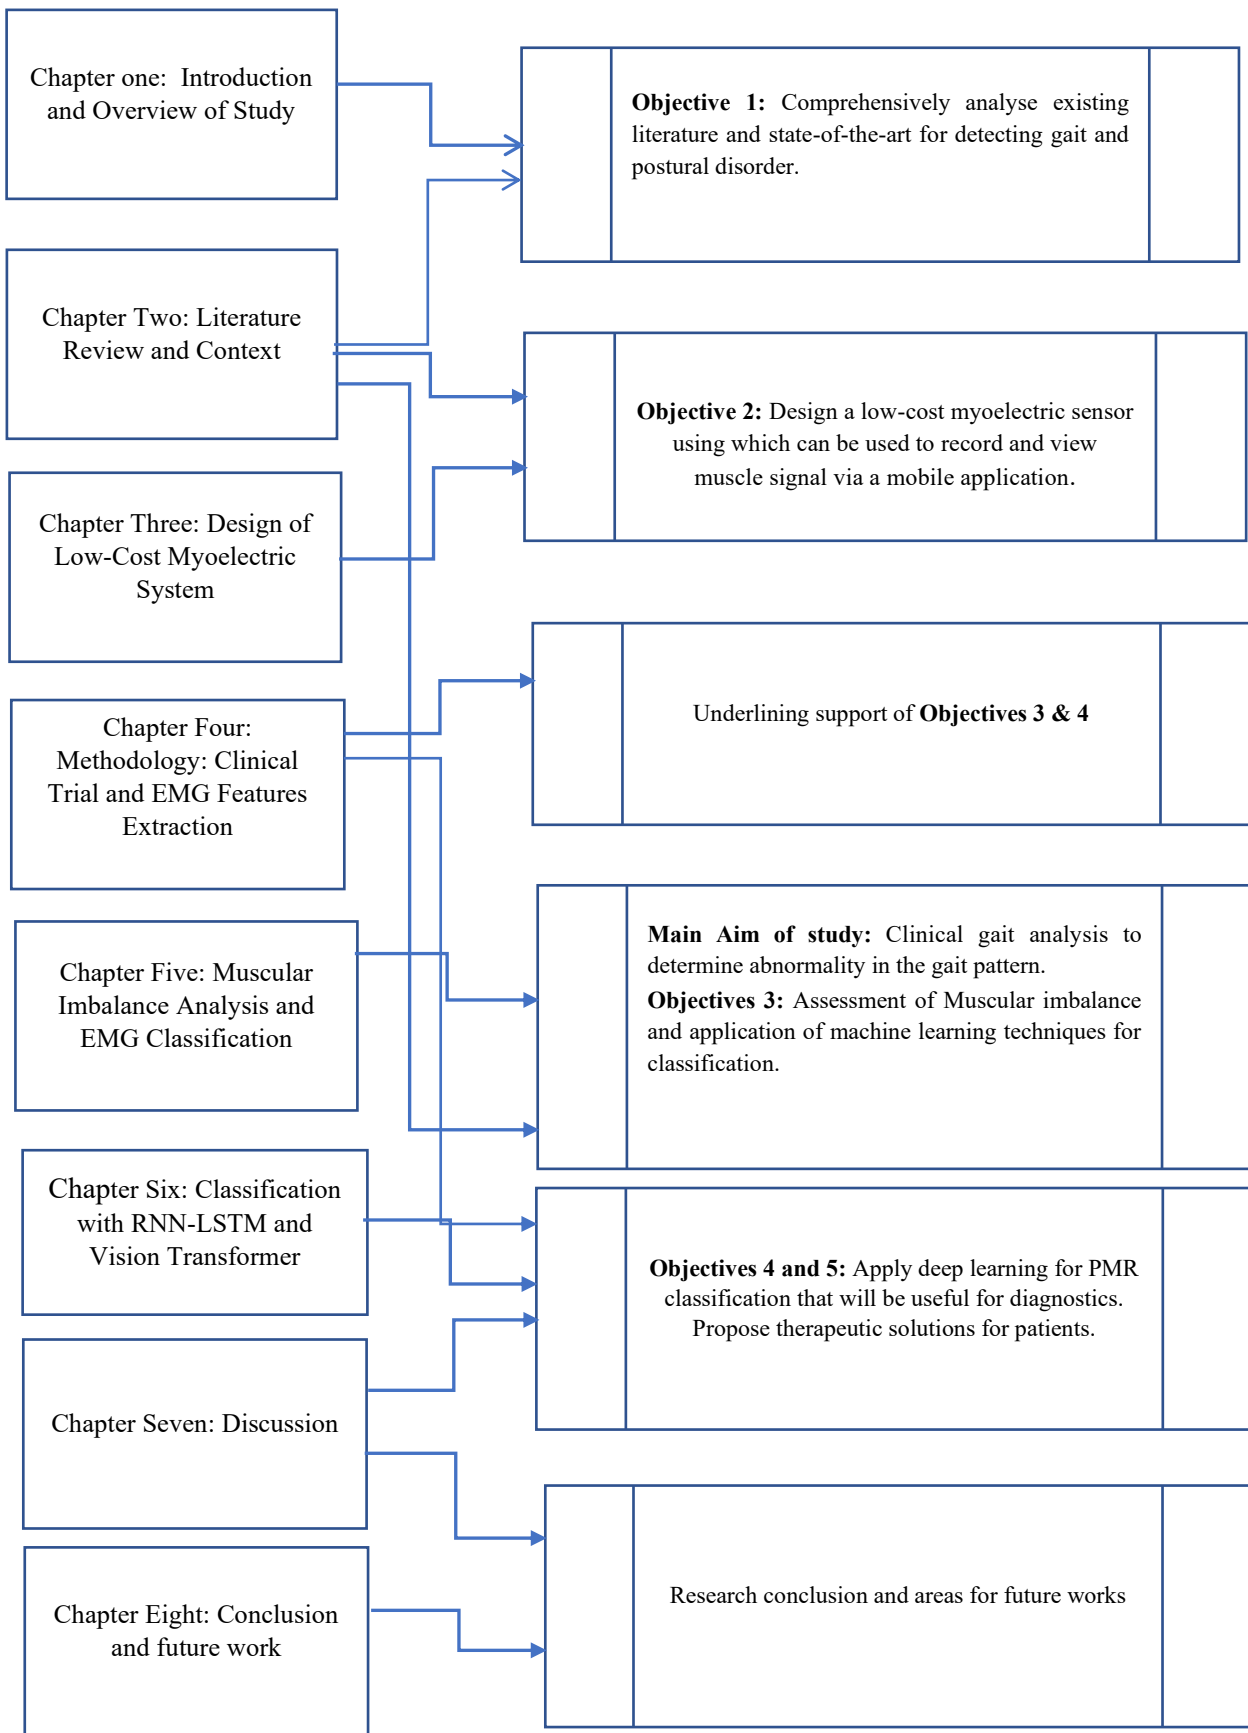 Chapter one: Introduction
and Overview of Study
Objective 1: Comprehensively analyse existing
literature and state-of-the-art for detecting gait and
postural disorder.
Chapter Two: Literature
Review and Context
Objective 2: Design a low-cost myoelectric sensor
using which can be used to record and view
muscle signal via a mobile application.
Chapter Three: Design of
Low-Cost Myoelectric
System
Chapter Four:
Methodology: Clinical
Trial and EMG Features
Extraction
Underlining support of Objectives 3 & 4
Chapter Five: Muscular
Imbalance Analysis and
EMG Classification
Main Aim of study: Clinical gait analysis to
determine abnormality in the gait pattern.
Objectives 3: Assessment of Muscular imbalance
and application of machine learning techniques for
classification.
Chapter Six: Classification
with RNN-LSTM and
Vision Transformer
Objectives 4 and 5: Apply deep learning for PMR
classification that will be useful for diagnostics.
Propose therapeutic solutions for patients.
Chapter Seven: Discussion
Research conclusion and areas for future works
Chapter Eight: Conclusion
and future work